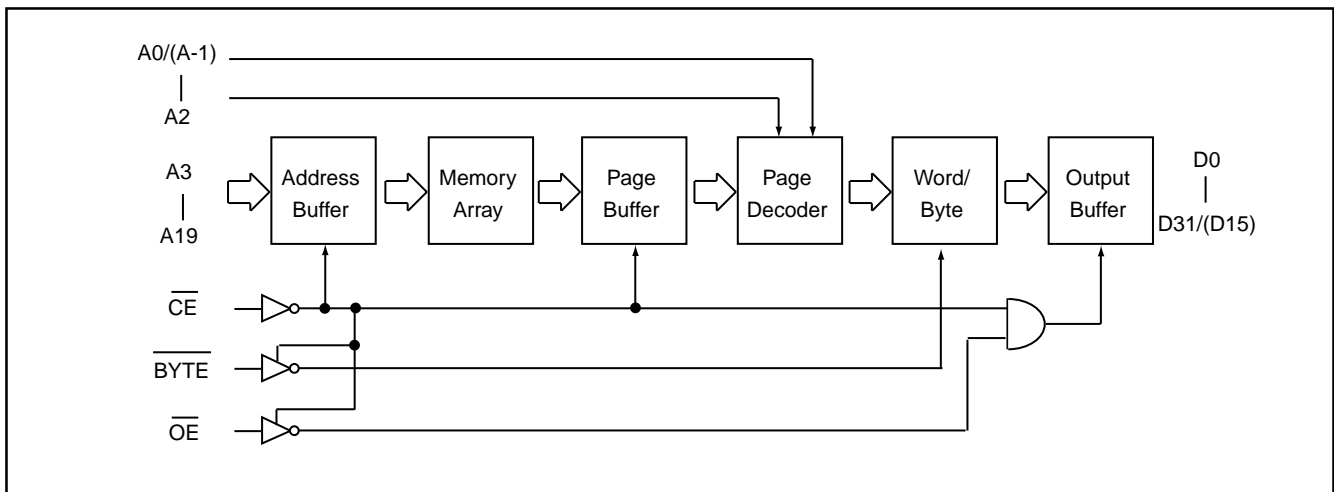 A0/(A-1)
A2
A3
A19
Address
Buffer
Memory
Array
Page
Buffer
Page
Decoder
Word/
Byte
Output
Buffer
D0
D31/(D15)
CE
BYTE
OE